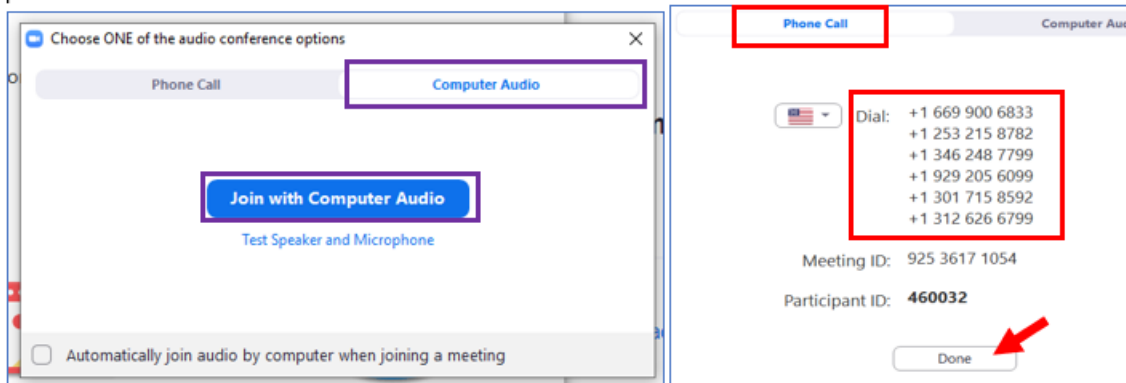 Choose ONE of the audio conference options
Phone Call
Computer Audio
Join with Computer Audio
Test Speaker and Microphone
Automatically join audio by computer when joining a meeting
Phone Call
Dial: +1 669 900 6833
+1 253 215 8782
+1 346 248 7799
+1 929 205 6099
+1 301 715 8592
+1 312 626 6799
Meeting ID: 925 3617 1054
Participant ID: 460032
Done